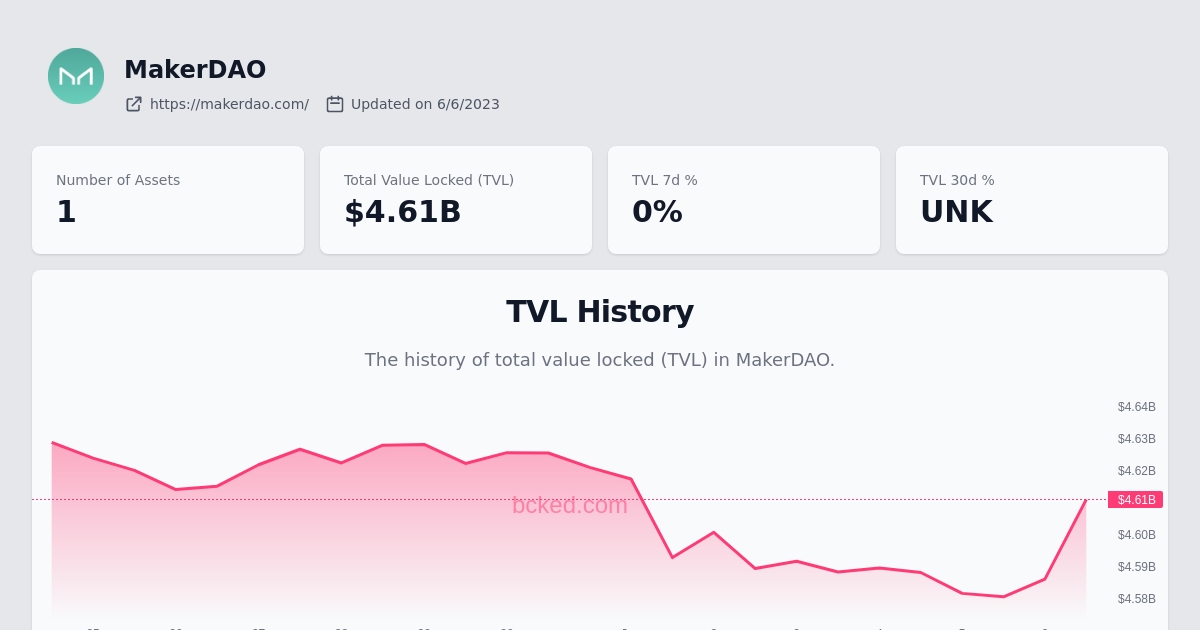 MakerDAO
https://makerdao.com/ Updated on 6/6/2023
Number of Assets
1
Total Value Locked (TVL)
$4.61B
TVL 7d %
0%
TVL 30d %
UNK
TVL History
The history of total value locked (TVL) in MakerDAO.
$4.64B
$4.63B
$4.62B
$4.61B
bcked.com
$4.60B
$4.59B
$4.58B